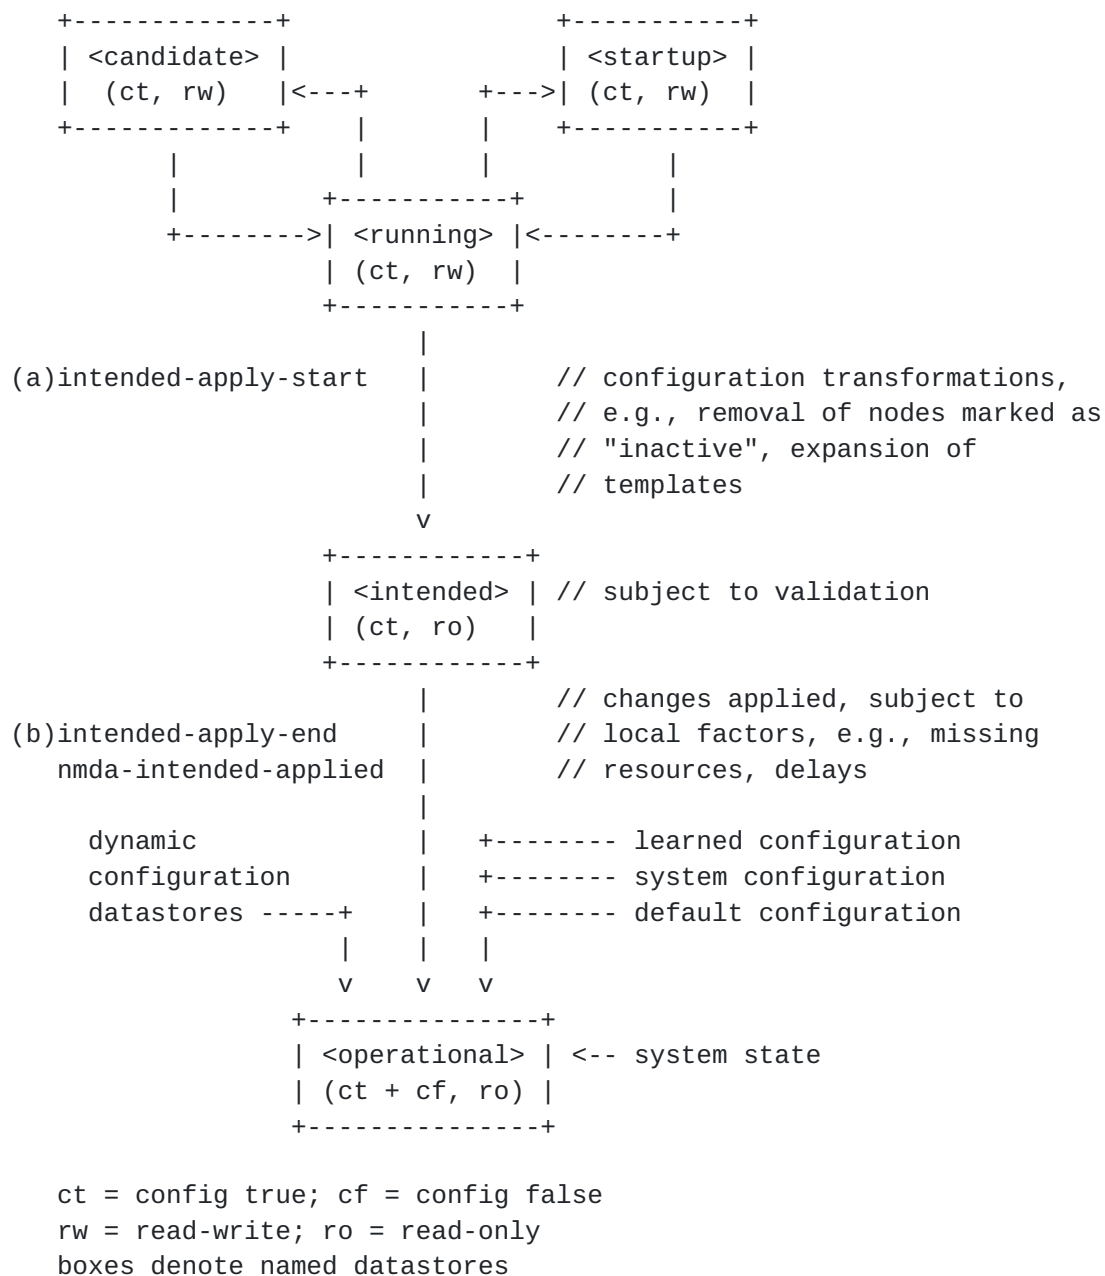 +-------------+                 +-----------+
   | <candidate> |                 | <startup> |
   |  (ct, rw)   |<---+       +--->| (ct, rw)  |
   +-------------+    |       |    +-----------+
          |           |       |           |
          |         +-----------+         |
          +-------->| <running> |<--------+
                    | (ct, rw)  |
                    +-----------+
                          |
(a)intended-apply-start   |        // configuration transformations,
                          |        // e.g., removal of nodes marked as
                          |        // "inactive", expansion of
                          |        // templates
                          v
                    +------------+
                    | <intended> | // subject to validation
                    | (ct, ro)   |
                    +------------+
                          |        // changes applied, subject to
(b)intended-apply-end     |        // local factors, e.g., missing
   nmda-intended-applied  |        // resources, delays
                          |
     dynamic              |   +-------- learned configuration
     configuration        |   +-------- system configuration
     datastores -----+    |   +-------- default configuration
                     |    |   |
                     v    v   v
                  +---------------+
                  | <operational> | <-- system state
                  | (ct + cf, ro) |
                  +---------------+

   ct = config true; cf = config false
   rw = read-write; ro = read-only
   boxes denote named datastores